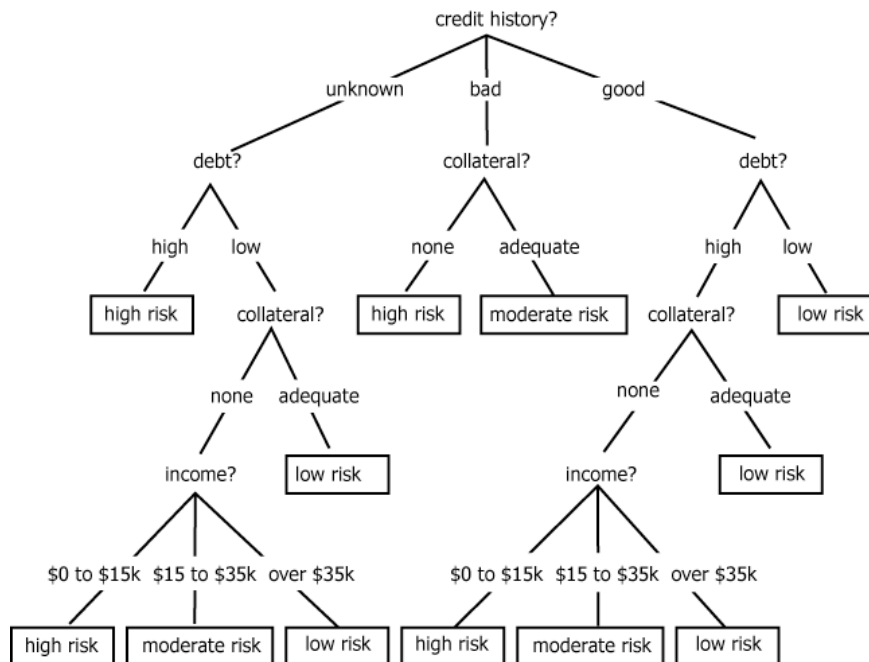 credit history?
unknown bad good
debt? collateral? debt?
high low none adequate high low
high risk collateral? high risk moderate risk collateral? low risk
none adequate none adequate
income? low risk income? low risk
$0 to $15k $15 to $35k over $35k $0 to $15k $15 to $35k over $35k
high risk moderate risk low risk high risk moderate risk low risk